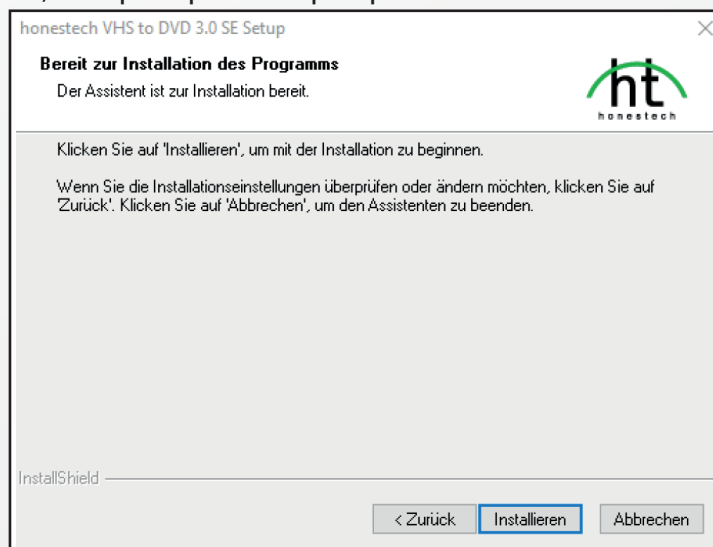 honestech VHS to DVD 3.0 SE Setup
Bereit zur Installation des Programms
Der Assistent ist zur Installation bereit.
ht
honestech
Klicken Sie auf 'Installieren', um mit der Installation zu beginnen.
Wenn Sie die Installationseinstellungen überprüfen oder ändern möchten, klicken Sie auf
'Zurück'. Klicken Sie auf 'Abbrechen', um den Assistenten zu beenden.
InstallShield
< Zurück
Installieren
Abbrechen